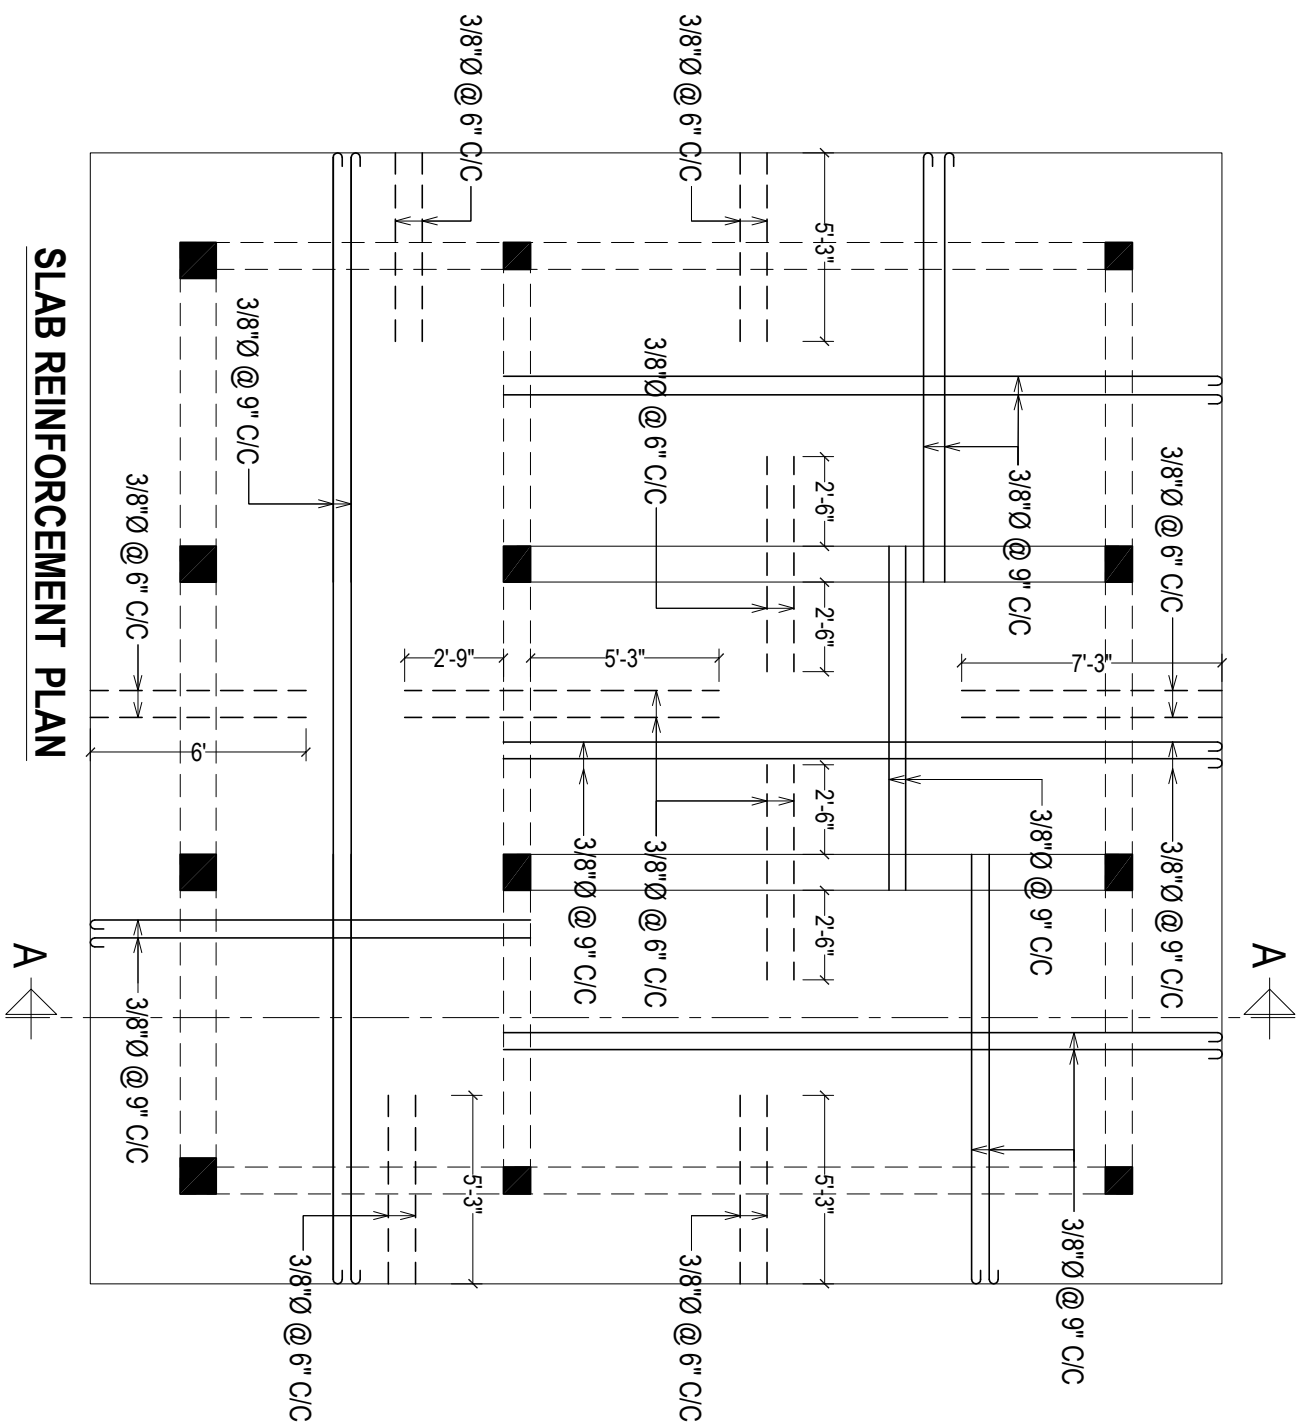 A
3/8"Ø @ 6" C/C
3/8"Ø @ 9" C/C
7'-3"
3/8"Ø @ 9" C/C
3/8"Ø @ 9" C/C
3/8"Ø @ 9" C/C
5'-3"
2'-6"
2'-6"
2'-6"
2'-6"
5'-3"
3/8"Ø @ 6" C/C
3/8"Ø @ 6" C/C
3/8"Ø @ 6" C/C
3/8"Ø @ 6" C/C
5'-3"
3/8"Ø @ 9" C/C
3/8"Ø @ 6" C/C
5'-3"
2'-9"
3/8"Ø @ 6" C/C
3/8"Ø @ 9" C/C
6'
3/8"Ø @ 6" C/C
3/8"Ø @ 9" C/C
SLAB REINFORCEMENT PLAN
A